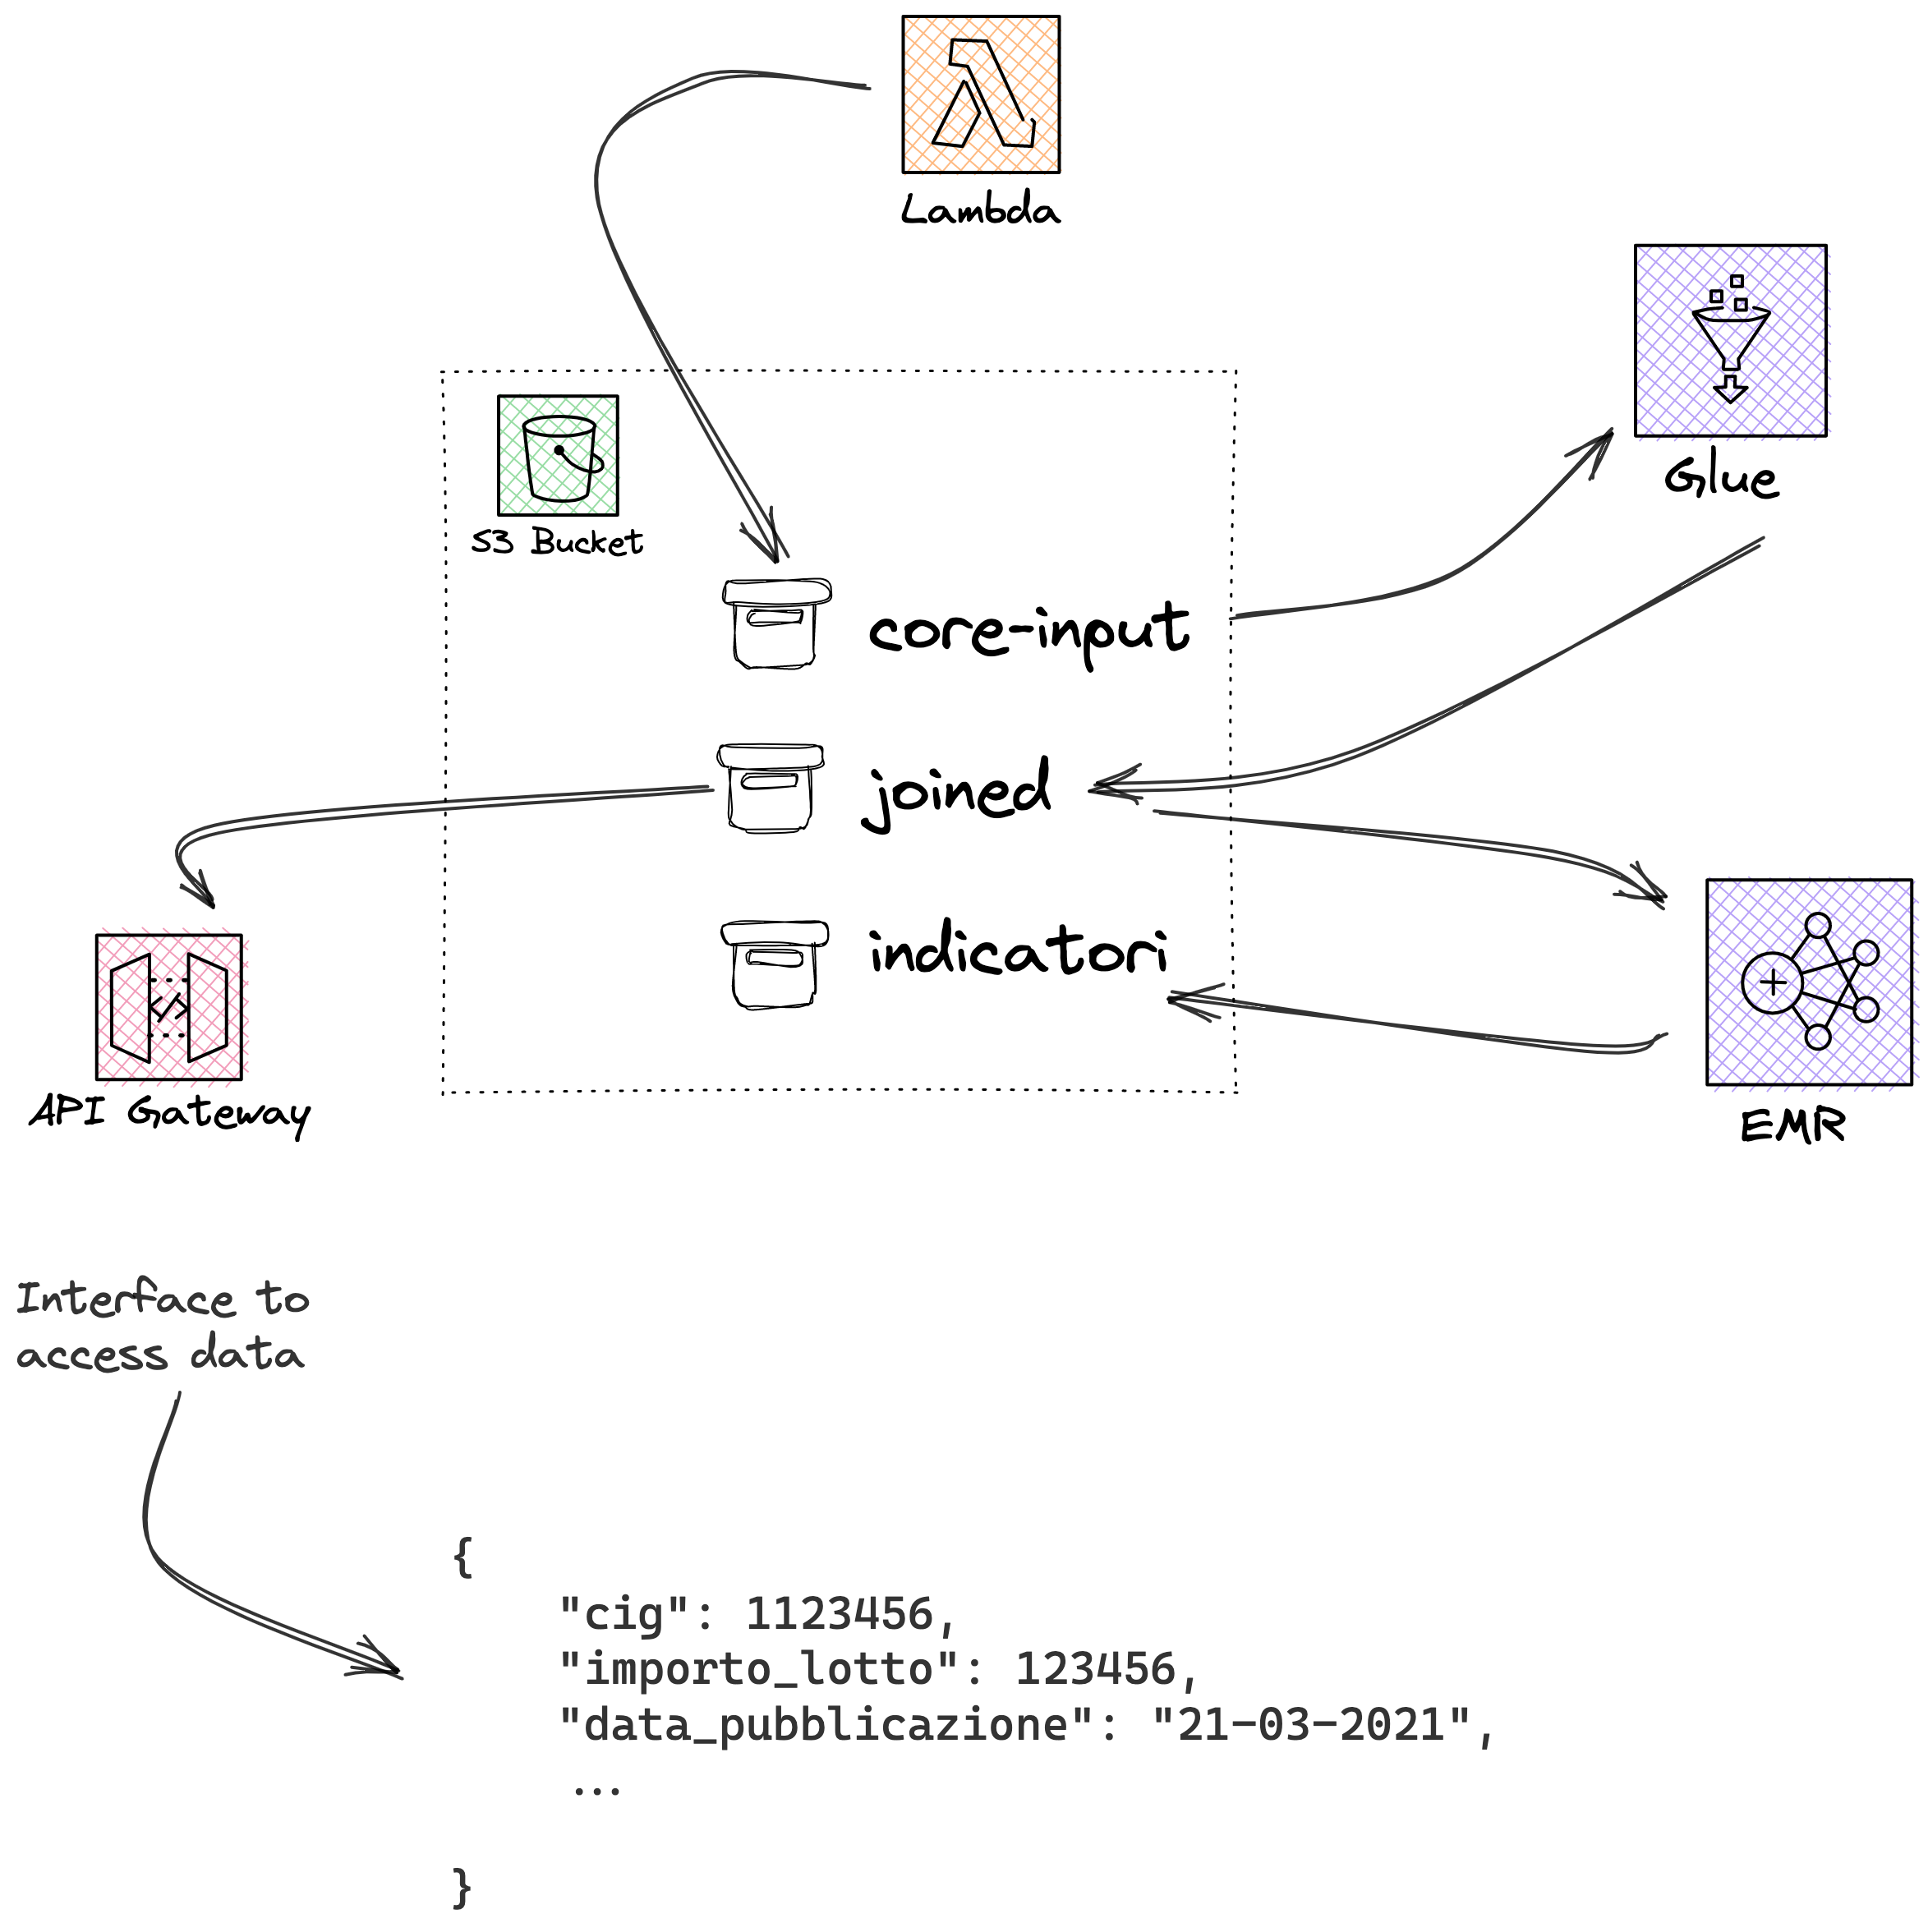 Lambda
Glue
S3 Bucket
core-input
joined
indicatori
API Gateway
EMR
Interface to
access data
{
"cig": 1123456,
"importo_lotto": 123456,
"data_pubblicazione": "21-03-2021",
...
}